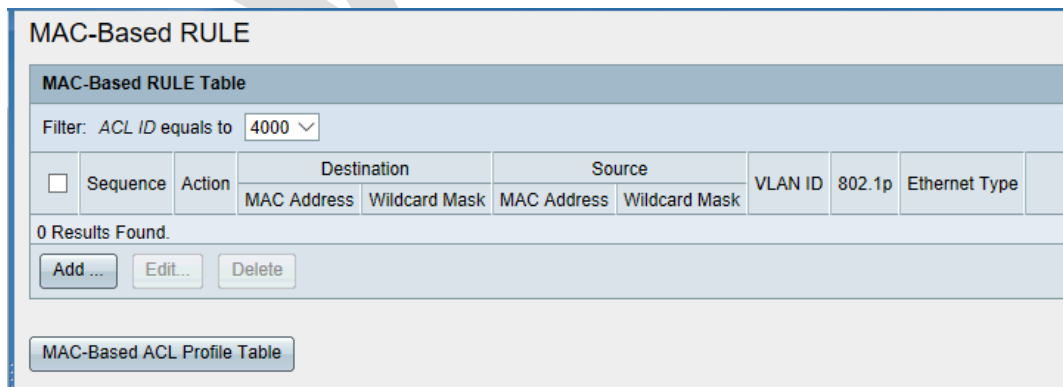 MAC-Based RULE
MAC-Based RULE Table
Filter: ACL ID equals to 4000
Sequence Action Destination Source VLAN ID 802.1p Ethernet Type
MAC Address Wildcard Mask MAC Address Wildcard Mask
0 Results Found.
Add ... Edit... Delete
MAC-Based ACL Profile Table